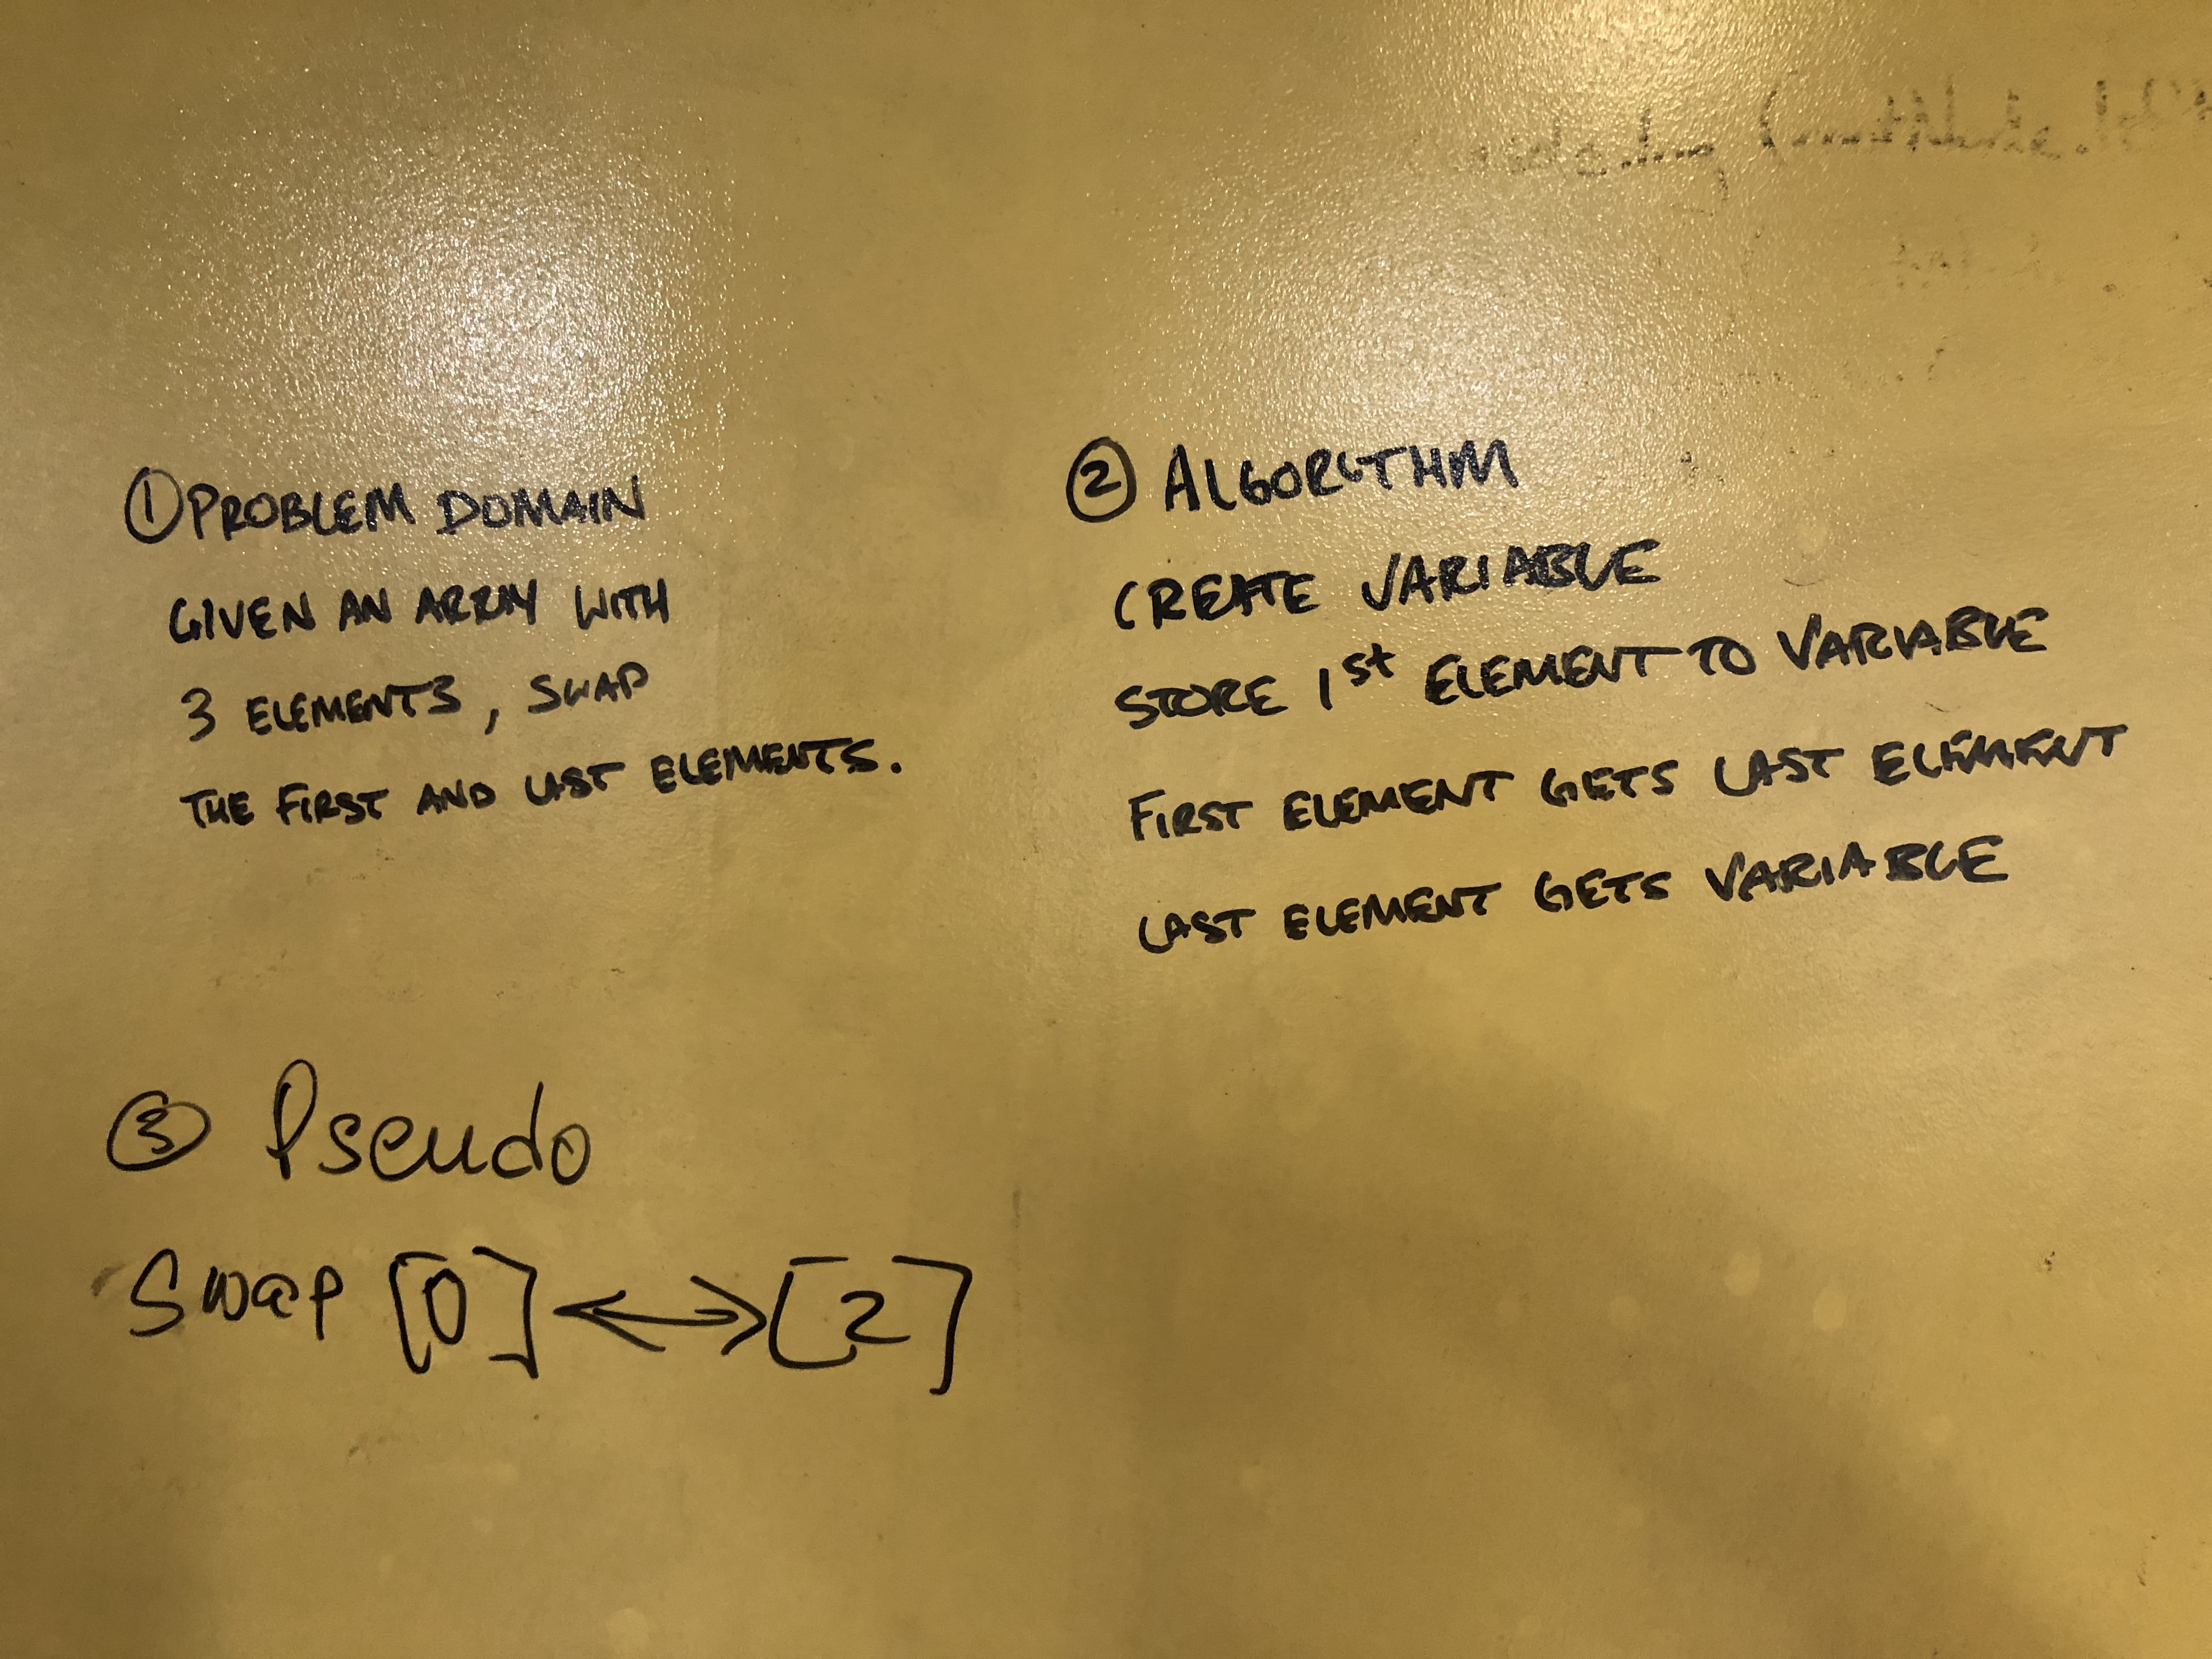 ① PROBLEM DOMAIN
GIVEN AN ARRAY WITH
3 ELEMENTS, SWAP
THE FIRST AND LAST ELEMENTS.
② ALGORITHM
CREATE VARIABLE
STORE 1st ELEMENT TO VARIABLE
FIRST ELEMENT GETS LAST ELEMENT
LAST ELEMENT GETS VARIABLE
③ Pseudo
Swap [0] <-> [2]